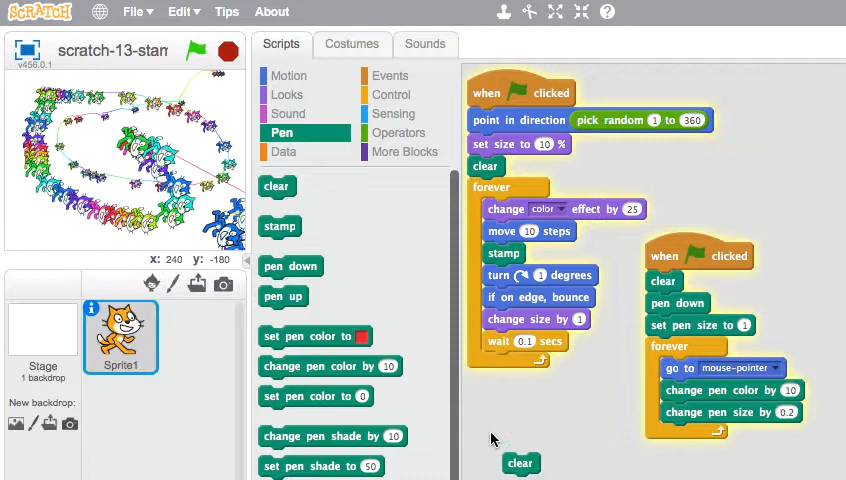 SCRATCH File Edit Tips About
scratch-13-stam
v456.0.1
x: 240 y: -180
Sprite1
Stage
1 backdrop
New backdrop:
Scripts Costumes Sounds
Motion Events
Looks Control
Sound Sensing
Pen Operators
Data More Blocks
clear
stamp
pen down
pen up
set pen color to
change pen color by 10
set pen color to 0
change pen shade by 10
set pen shade to 50
when clicked
point in direction pick random 1 to 360
set size to 10 %
clear
forever
change color effect by 25
move 10 steps
stamp
turn 1 degrees
if on edge, bounce
change size by 1
wait 0.1 secs
when clicked
clear
pen down
set pen size to 1
forever
go to mouse-pointer
change pen color by 10
change pen size by 0.2
clear